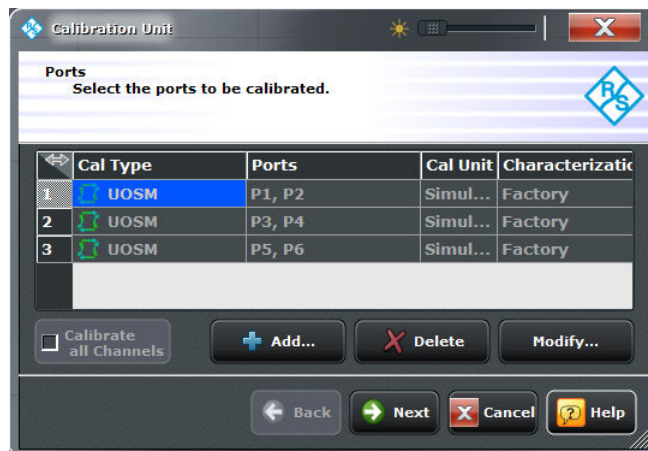 Calibration Unit
Ports
Select the ports to be calibrated.
R&S
Cal Type Ports Cal Unit Characterizatic
1 UOSM P1, P2 Simul... Factory
2 UOSM P3, P4 Simul... Factory
3 UOSM P5, P6 Simul... Factory
Calibrate
all Channels
Add... Delete Modify...
Back Next Cancel Help